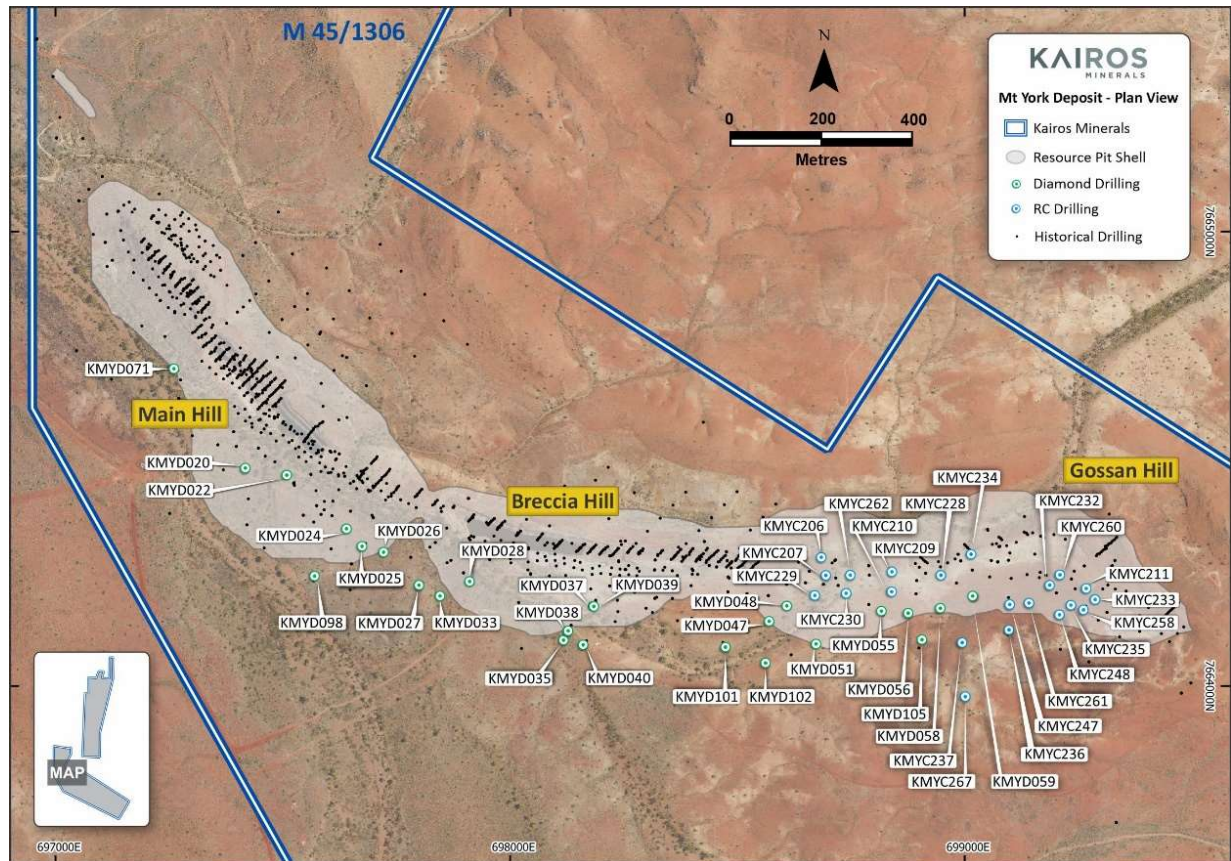 M 45/1306
N
0 200 400
Metres
KAIROS
MINERALS
Mt York Deposit - Plan View
Kairos Minerals
Resource Pit Shell
Diamond Drilling
RC Drilling
Historical Drilling
7665000N
KMYD071
Main Hill
KMYD020
KMYD022
KMYD024
KMYD025
KMYD026
KMYD098
KMYD027
KMYD028
KMYD033
Breccia Hill
KMYD037
KMYD039
KMYD038
KMYD035
KMYD040
KMYD048
KMYD047
KMYD101
KMYD102
KMYD051
Gossan Hill
KMYC234
KMYC262
KMYC228
KMYC232
KMYC206
KMYC210
KMYC260
KMYC207
KMYC209
KMYC229
KMYC211
KMYC230
KMYC233
KMYD055
KMYC258
KMYC235
KMYD056
KMYC248
KMYD105
KMYC261
KMYD058
KMYC247
KMYC237
KMYC236
KMYC267
KMYD059
7664000N
MAP
697000E
698000E
699000E